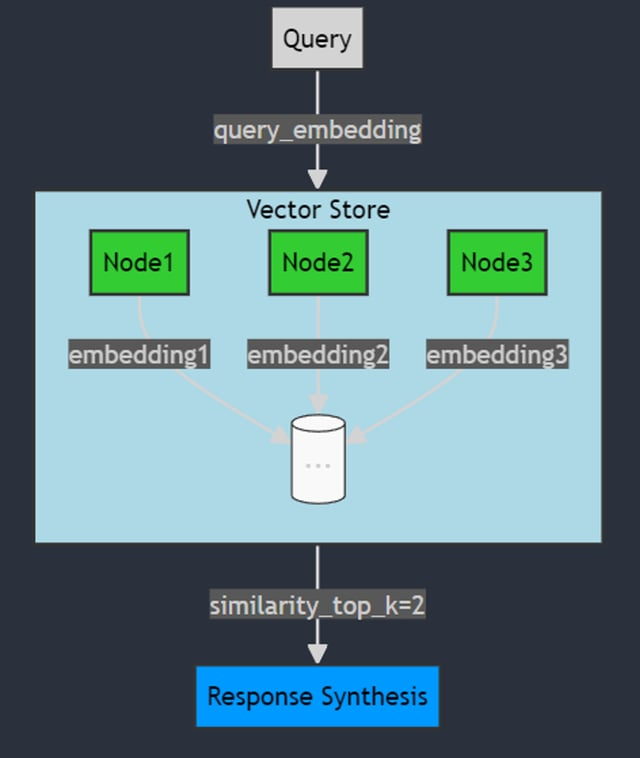 Query
query_embedding
Vector Store
Node1
Node2
Node3
embedding1
embedding2
embedding3
...
similarity_top_k=2
Response Synthesis